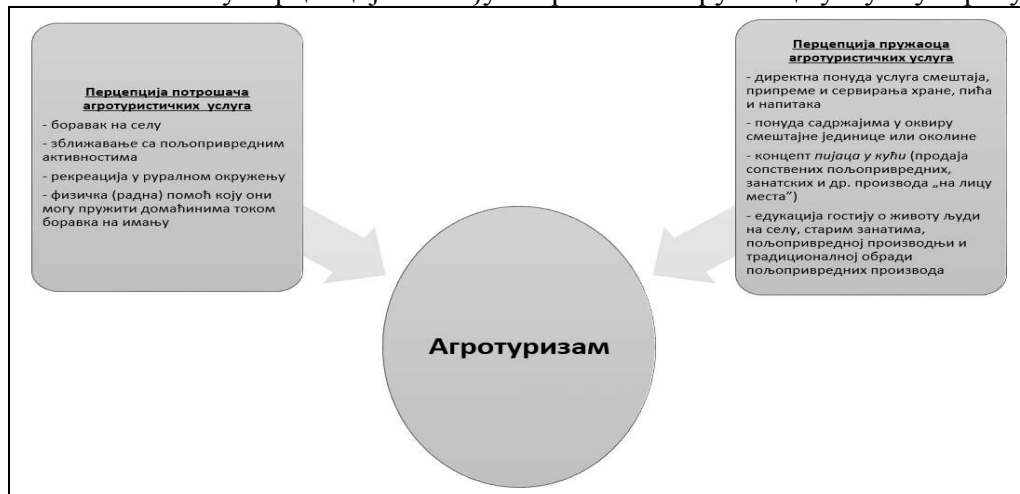 Перцепција потрошача
агротуристичких услуга
- боравак на селу
- зближавање са пољопривредним
активностима
- рекреација у руралном окружењу
- физичка (радна) помоћ коју они
могу пружити домаћинима током
боравка на имању
Перцепција пружаоца
агротуристичких услуга
- директна понуда услуга смештаја,
припреме и сервирања хране, пића
и напитака
- понуда садржајима у оквиру
смештајне јединице или околине
- концепт пијаца у кући (продаја
сопствених пољопривредних,
занатских и др. производа „на лицу
места”)
- едукација гостију о животу људи
на селу, старим занатима,
пољопривредној производњи и
традиционалној обради
пољопривредних производа
Агротуризам